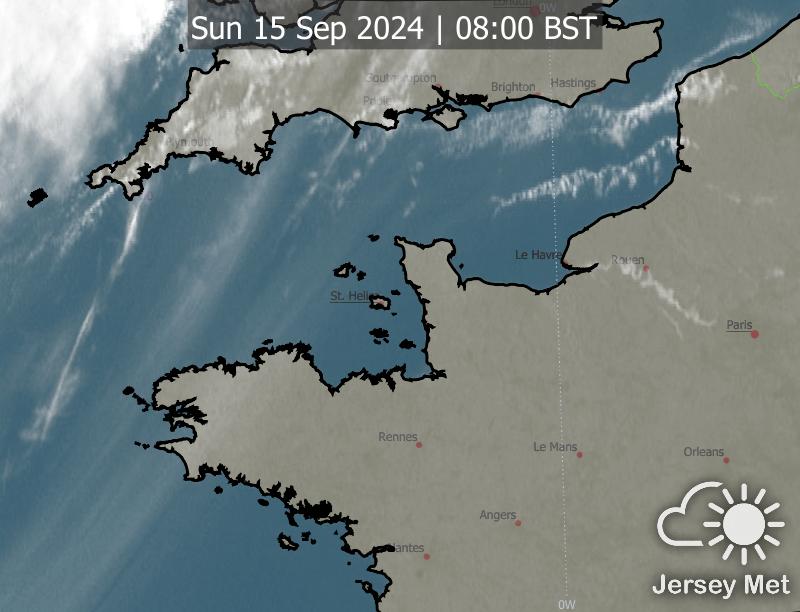 London
0W
Sun 15 Sep 2024 | 08:00 BST
Southampton
Brighton
Hastings
Plymouth
Le Havre
Rouen
St. Helier
Paris
Rennes
Le Mans
Orleans
Angers
Nantes
Jersey Met
0W